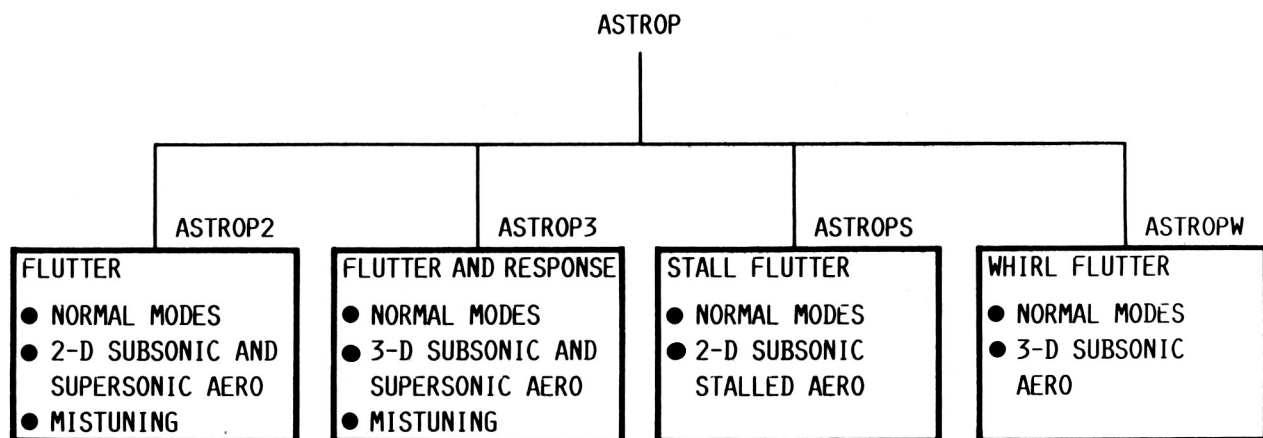 ASTROP
ASTROP2
FLUTTER
● NORMAL MODES
● 2-D SUBSONIC AND
SUPERSONIC AERO
● MISTUNING
ASTROP3
FLUTTER AND RESPONSE
● NORMAL MODES
● 3-D SUBSONIC AND
SUPERSONIC AERO
● MISTUNING
ASTROPS
STALL FLUTTER
● NORMAL MODES
● 2-D SUBSONIC
STALLED AERO
ASTROPW
WHIRL FLUTTER
● NORMAL MODES
● 3-D SUBSONIC
AERO